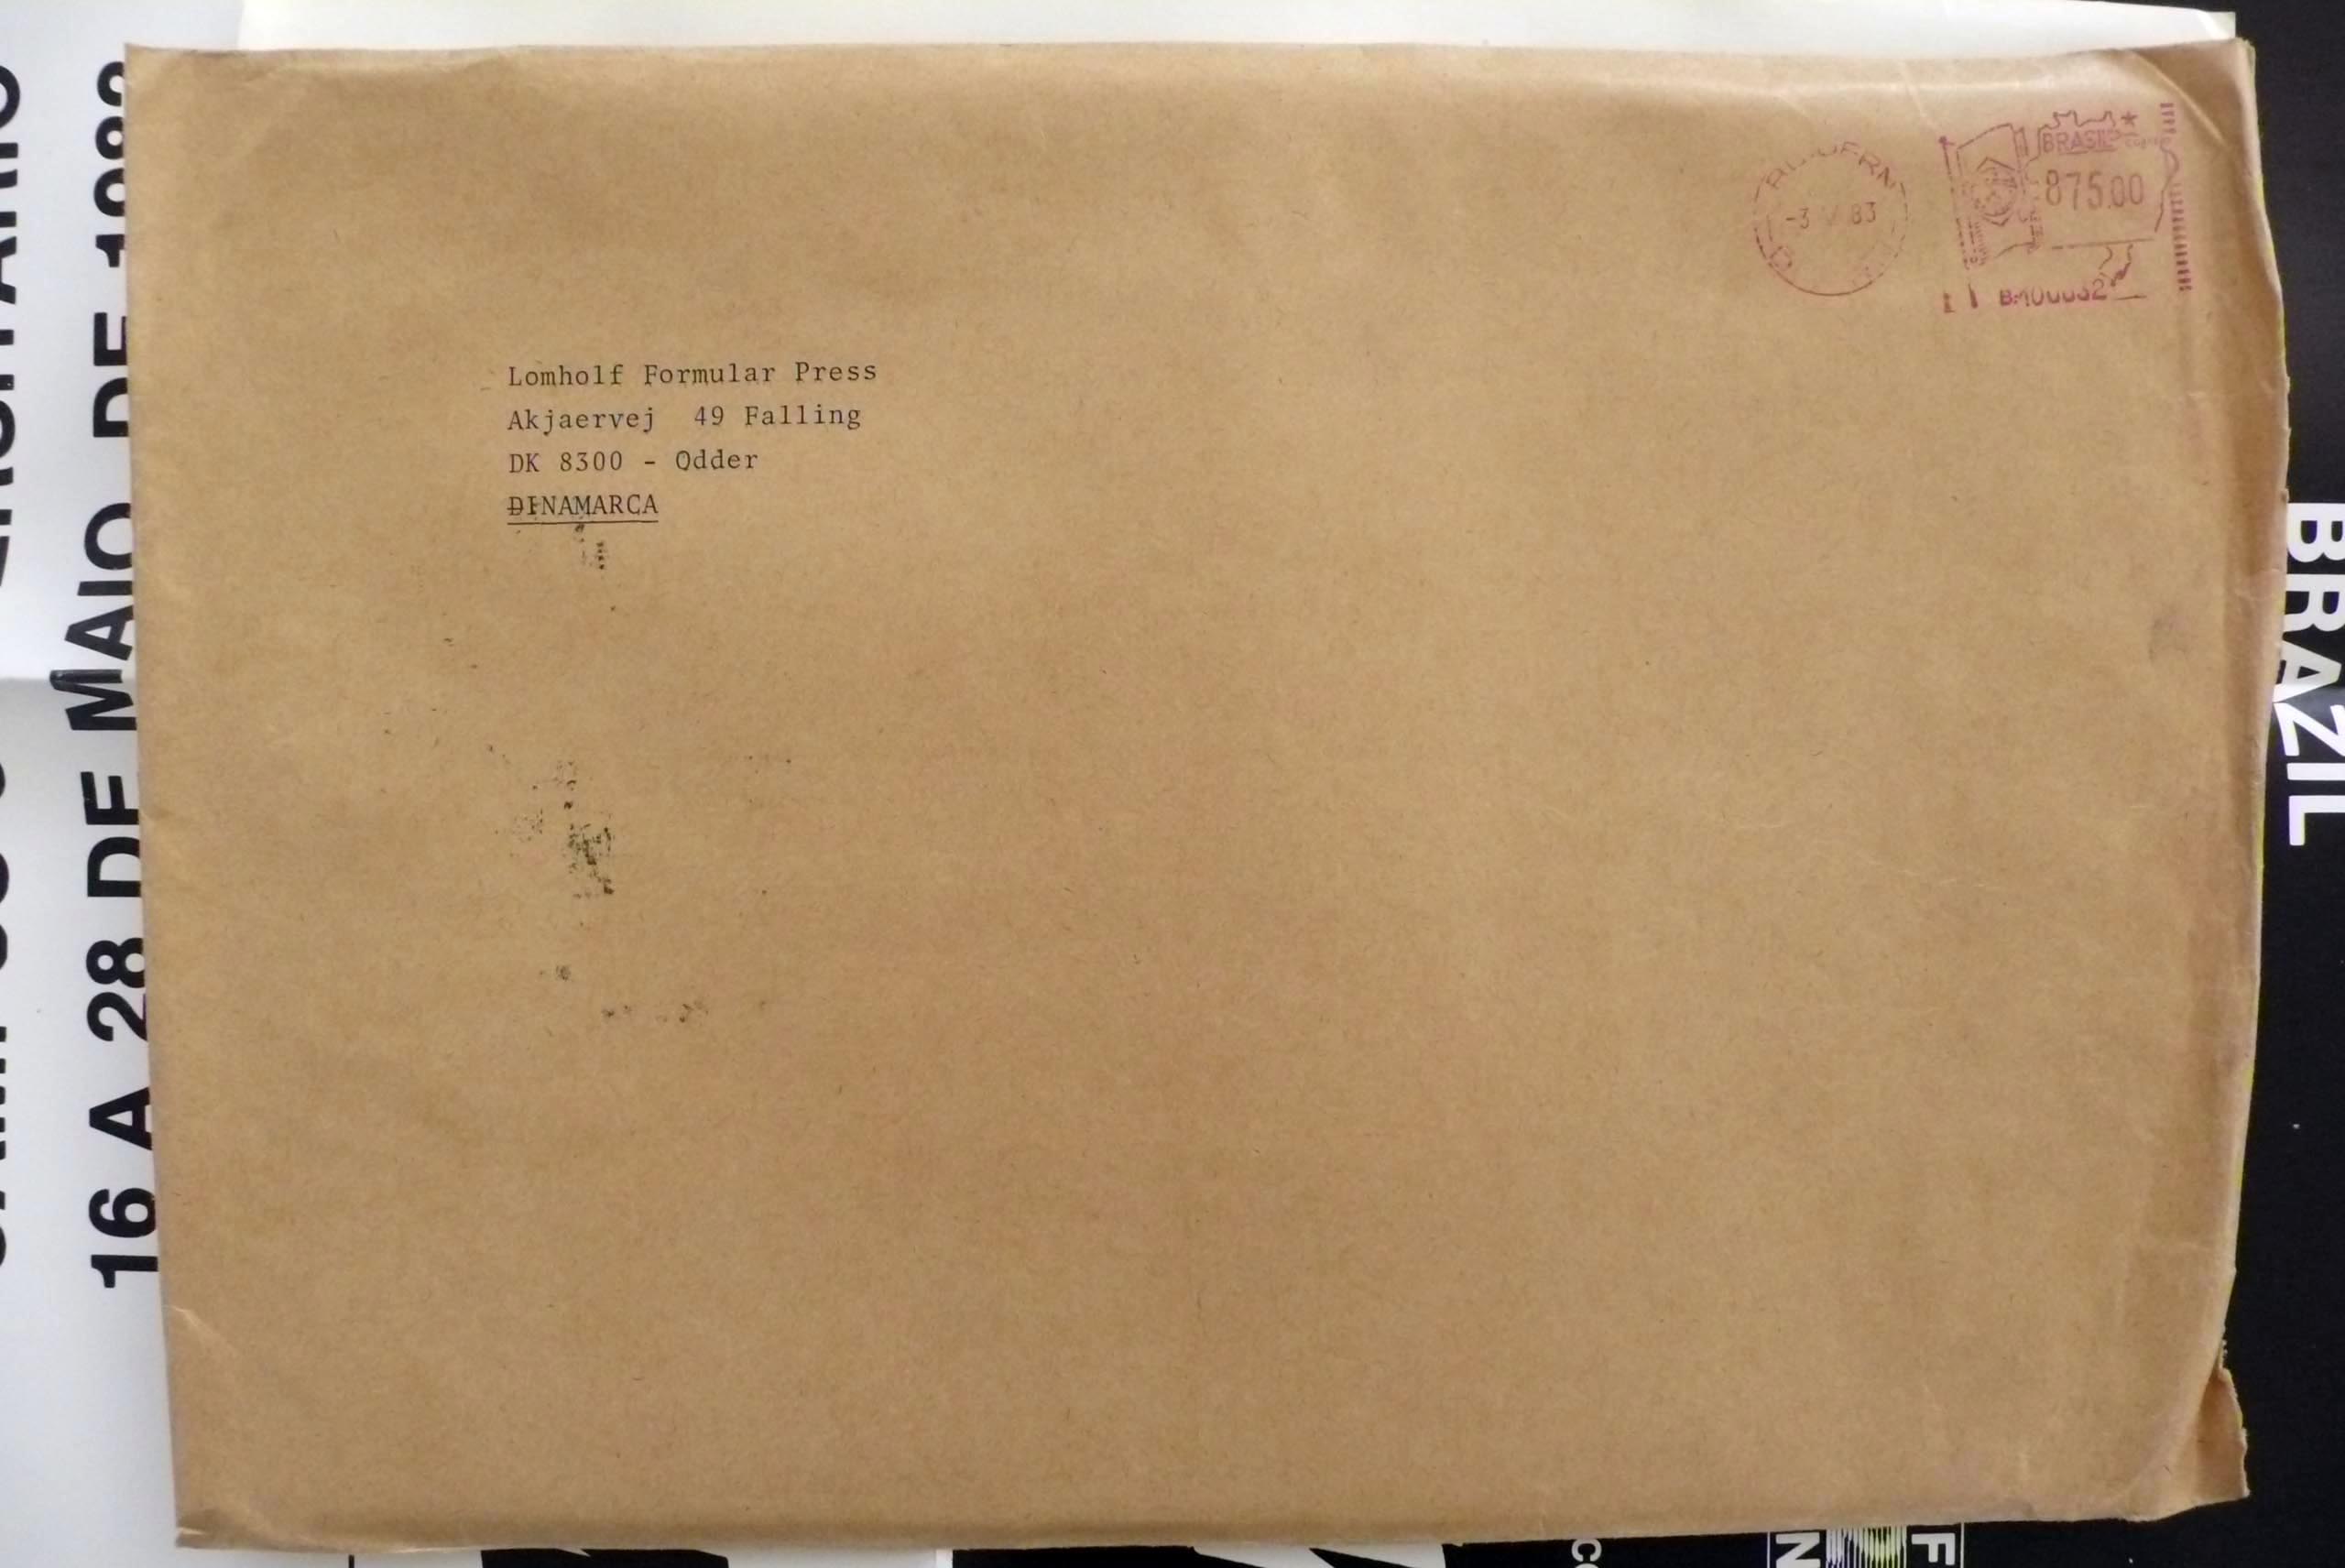 BRASIL
875.00
-3 V 83
Lomholf Formular Press
Akjaervej  49 Falling
DK 8300 - Odder
DINAMARCA
16 A 28 DE MAIO DE
BRAZIL